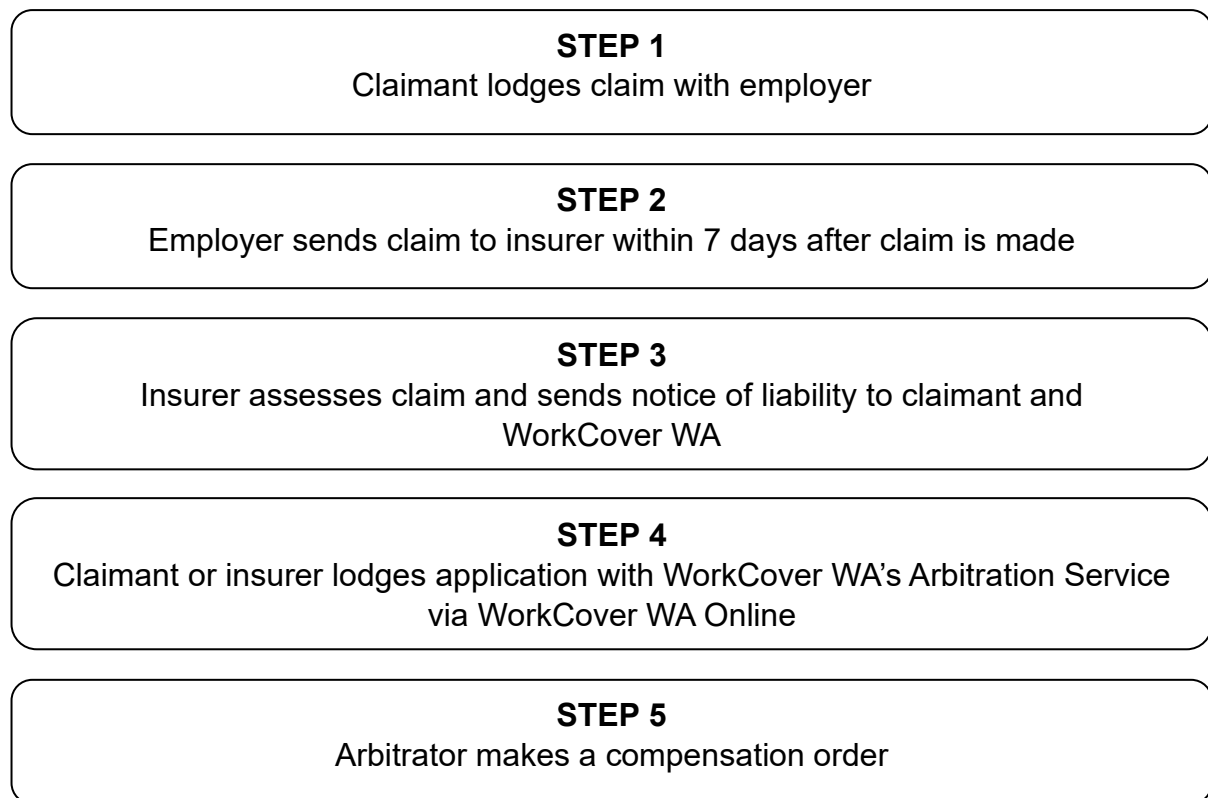 STEP 1
Claimant lodges claim with employer
STEP 2
Employer sends claim to insurer within 7 days after claim is made
STEP 3
Insurer assesses claim and sends notice of liability to claimant and
WorkCover WA
STEP 4
Claimant or insurer lodges application with WorkCover WA’s Arbitration Service
via WorkCover WA Online
STEP 5
Arbitrator makes a compensation order